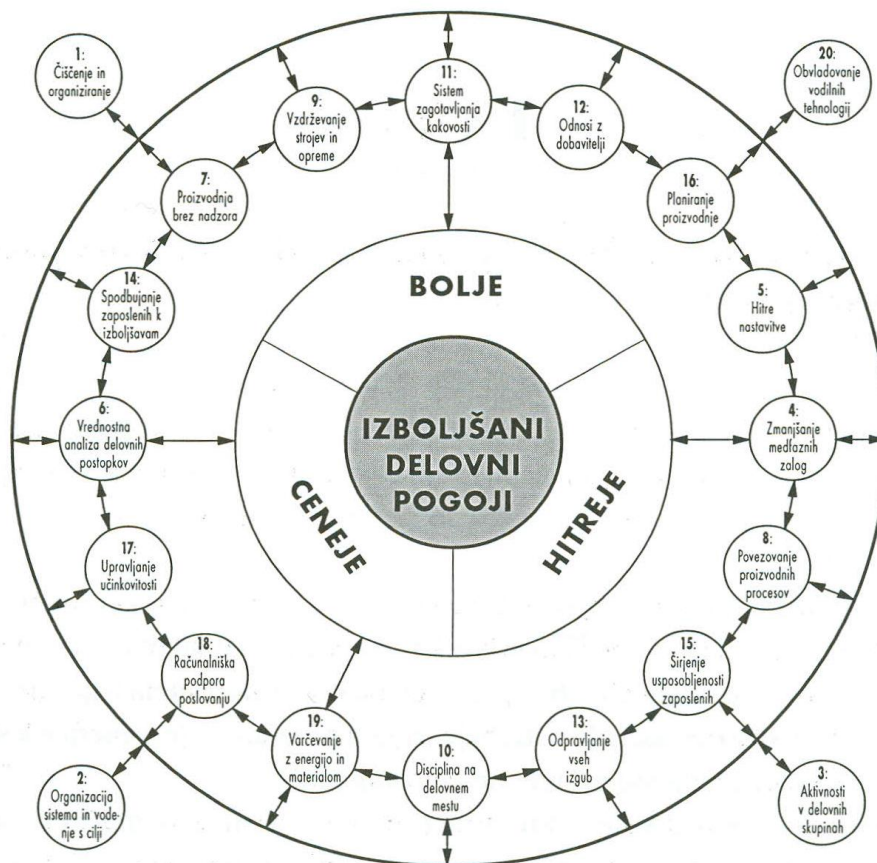 1:
Čiščenje in
organiziranje
20:
Obvladovanje
vodilnih
tehnologij
11:
Sistem
zagotavljanja
kakovosti
9:
Vzdrževanje
strojev in
opreme
12:
Odnosi z
dobavitelji
7:
Proizvodnja
brez nadzora
16:
Planiranje
proizvodnje
14:
Spodbujanje
zaposlenih k
izboljšavam
5:
Hitre
nastavitve
6:
Vrednostna
analiza delovnih
postopkov
4:
Zmanjšanje
medfaznih
zalog
17:
Upravljanje
učinkovitosti
8:
Povezovanje
proizvodnih
procesov
18:
Računalniška
podpora
poslovanju
15:
Širjenje
usposobljenosti
zaposlenih
19:
Varčevanje
z energijo in
materialom
10:
Disciplina na
delovnem
mestu
13:
Odpravljanje
vseh
izgub
2:
Organizacija
sistema in vode-
nje s cilji
3:
Aktivnosti
v delovnih
skupinah
BOLJE
CENEJE
HITREJE
IZBOLJŠANI
DELOVNI
POGOJI